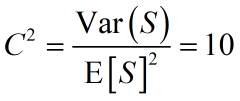 C² = Var(S) / E[S]² = 10